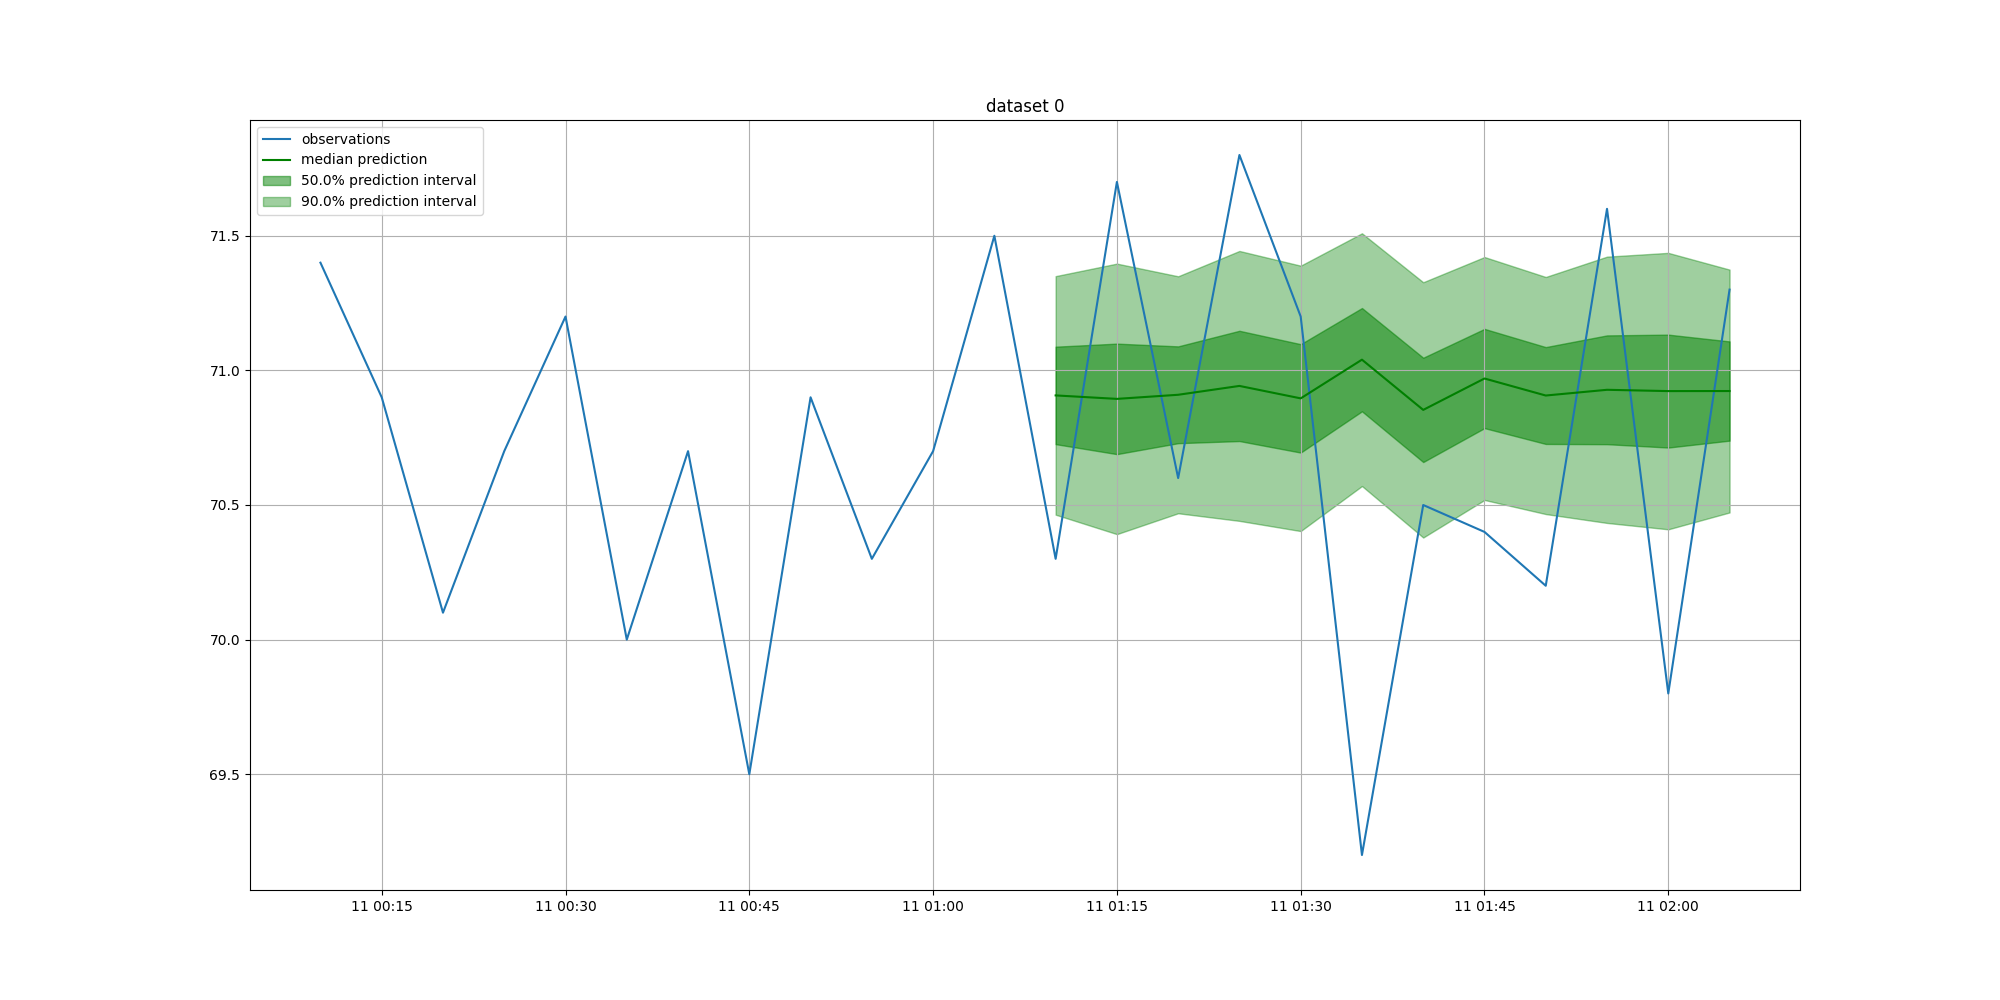 dataset 0
observations
median prediction
50.0% prediction interval
90.0% prediction interval
71.5
71.0
70.5
70.0
69.5
11 00:15 11 00:30 11 00:45 11 01:00 11 01:15 11 01:30 11 01:45 11 02:00